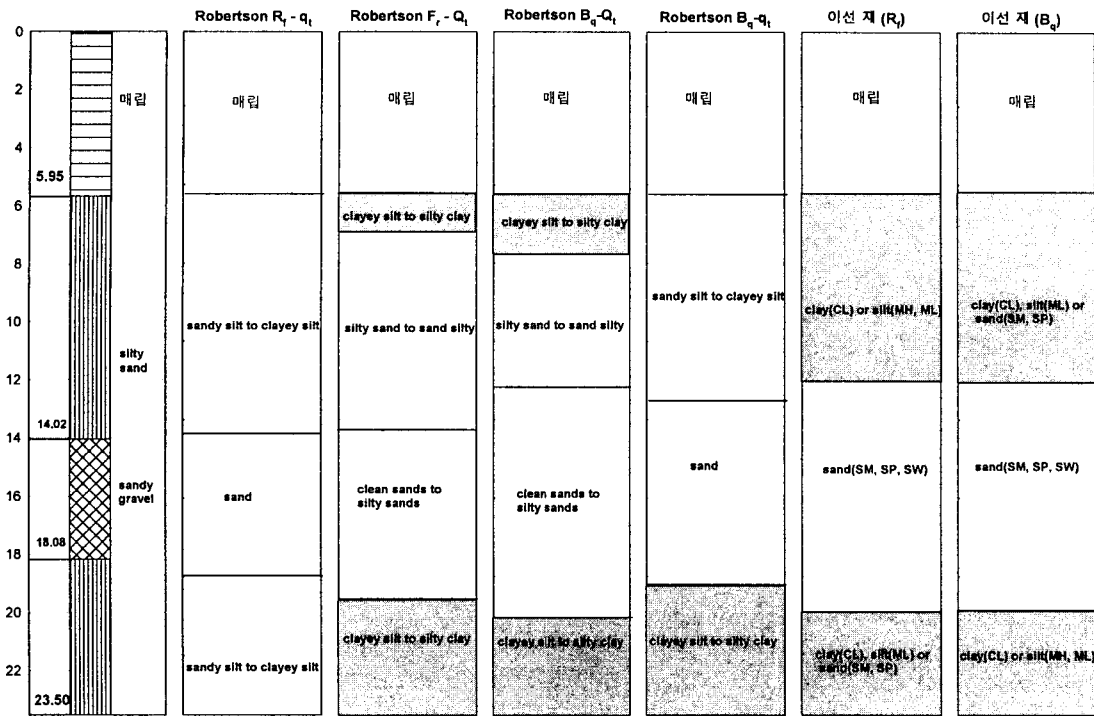 Robertson Rf - qt
Robertson Fr - Qt
Robertson Bq-Qt
Robertson Bq-qt
이선 재 (Rf)
이선 재 (Bq)
0
2
4
6
8
10
12
14
16
18
20
22
5.95
14.02
18.08
23.50
매립
silty
sand
sandy
gravel
매립
sandy silt to clayey silt
sand
sandy silt to clayey silt
매립
clayey silt to silty clay
silty sand to sand silty
clean sands to
silty sands
clayey silt to silty clay
매립
clayey silt to silty clay
silty sand to sand silty
clean sands to
silty sands
clayey silt to silty clay
매립
sandy silt to clayey silt
sand
clayey silt to silty clay
매립
clay(CL) or silt(MH, ML)
sand(SM, SP, SW)
clay(CL), silt(ML) or
sand(SM, SP)
매립
clay(CL), silt(ML) or
sand(SM, SP)
sand(SM, SP, SW)
clay(CL) or silt(MH, ML)